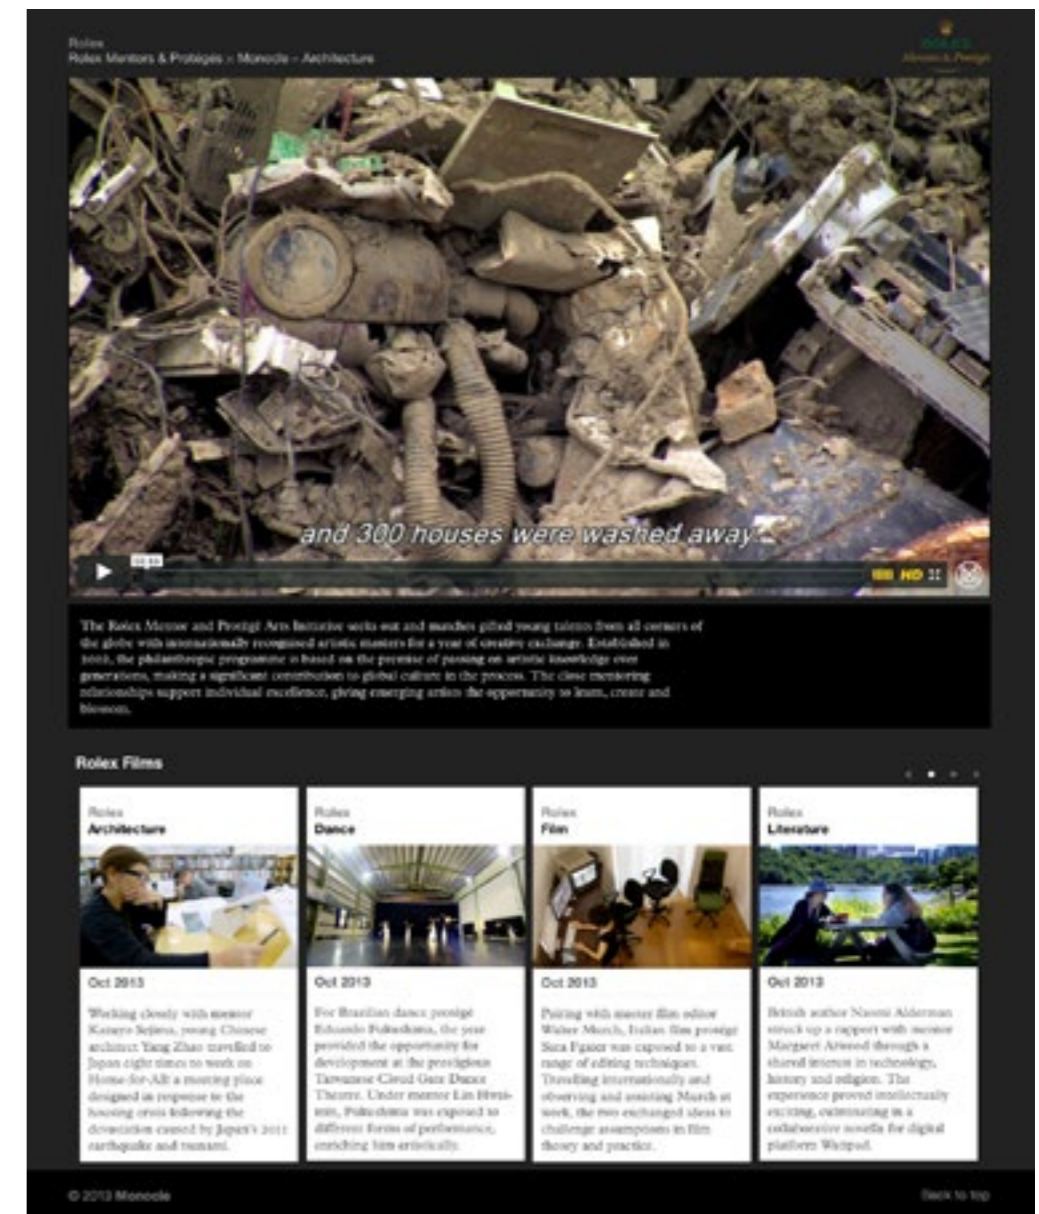 Rolex
Rolex Mentors & Protégés – Monocle – Architecture
ROLEX
Mentor & Protégé
and 300 houses were washed away
HD
The Rolex Mentor and Protégé Arts Initiative seeks out and matches gifted young talents from all corners of
the globe with internationally recognised artistic masters for a year of creative exchange. Established in
2002, the philanthropic programme is based on the premise of passing on artistic knowledge over
generations, making a significant contribution to global culture in the process. The close mentoring
relationships support individual excellence, giving emerging artists the opportunity to learn, create and
blossom.
Rolex Films
Rolex
Architecture
Oct 2013
Working closely with mentor
Kazuyo Sejima, young Chinese
architect Yang Zhao travelled to
Japan eight times to work on
Home-for-All: a meeting place
designed in response to the
housing crisis following the
devastation caused by Japan's 2011
earthquake and tsunami.
Rolex
Dance
Oct 2013
For Brazilian dance protégé
Eduardo Fukushima, the year
provided the opportunity for
development at the prestigious
Taiwanese Cloud Gate Dance
Theatre. Under mentor Lin Hwai-
min, Fukushima was exposed to
different forms of performance,
enriching him artistically.
Rolex
Film
Oct 2013
Pairing with master film editor
Walter Murch, Italian film protégé
Sara Fgaier was exposed to a vast
range of editing techniques.
Travelling internationally and
observing and assisting Murch at
work, the two exchanged ideas to
challenge assumptions in film
theory and practice.
Rolex
Literature
Oct 2013
British author Naomi Alderman
struck up a rapport with mentor
Margaret Atwood through a
shared interest in technology,
history and religion. The
experience proved intellectually
exciting, culminating in a
collaborative novella for digital
platform Wattpad.
© 2013 Monocle
Back to top